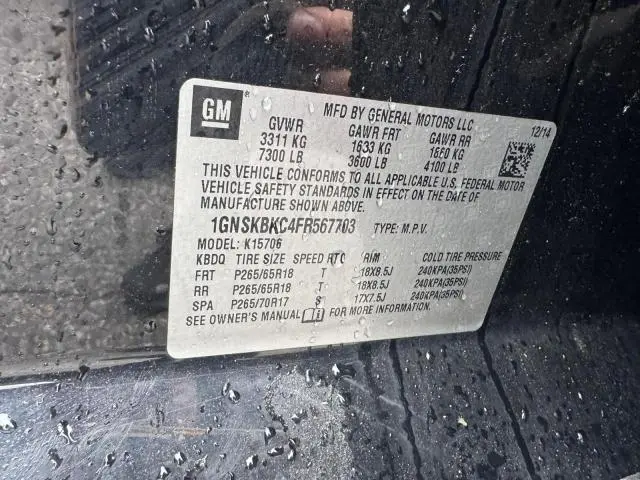 GM
MFD BY GENERAL MOTORS LLC 12/14
GVWR GAWR FRT GAWR RR
3311 KG 1633 KG 1860 KG
7300 LB 3600 LB 4100 LB
THIS VEHICLE CONFORMS TO ALL APPLICABLE U.S. FEDERAL MOTOR
VEHICLE SAFETY STANDARDS IN EFFECT ON THE DATE OF
MANUFACTURE SHOWN ABOVE.
1GNSKBKC4FR567703 TYPE: M.P.V.
MODEL: K15706
KBDQ TIRE SIZE SPEED RTG RIM COLD TIRE PRESSURE
FRT P265/65R18 T 18X8.5J 240KPA(35PSI)
RR P265/65R18 T 18X8.5J 240KPA(35PSI)
SPA P265/70R17 S 17X7.5J 240KPA(35PSI)
SEE OWNER'S MANUAL FOR MORE INFORMATION.